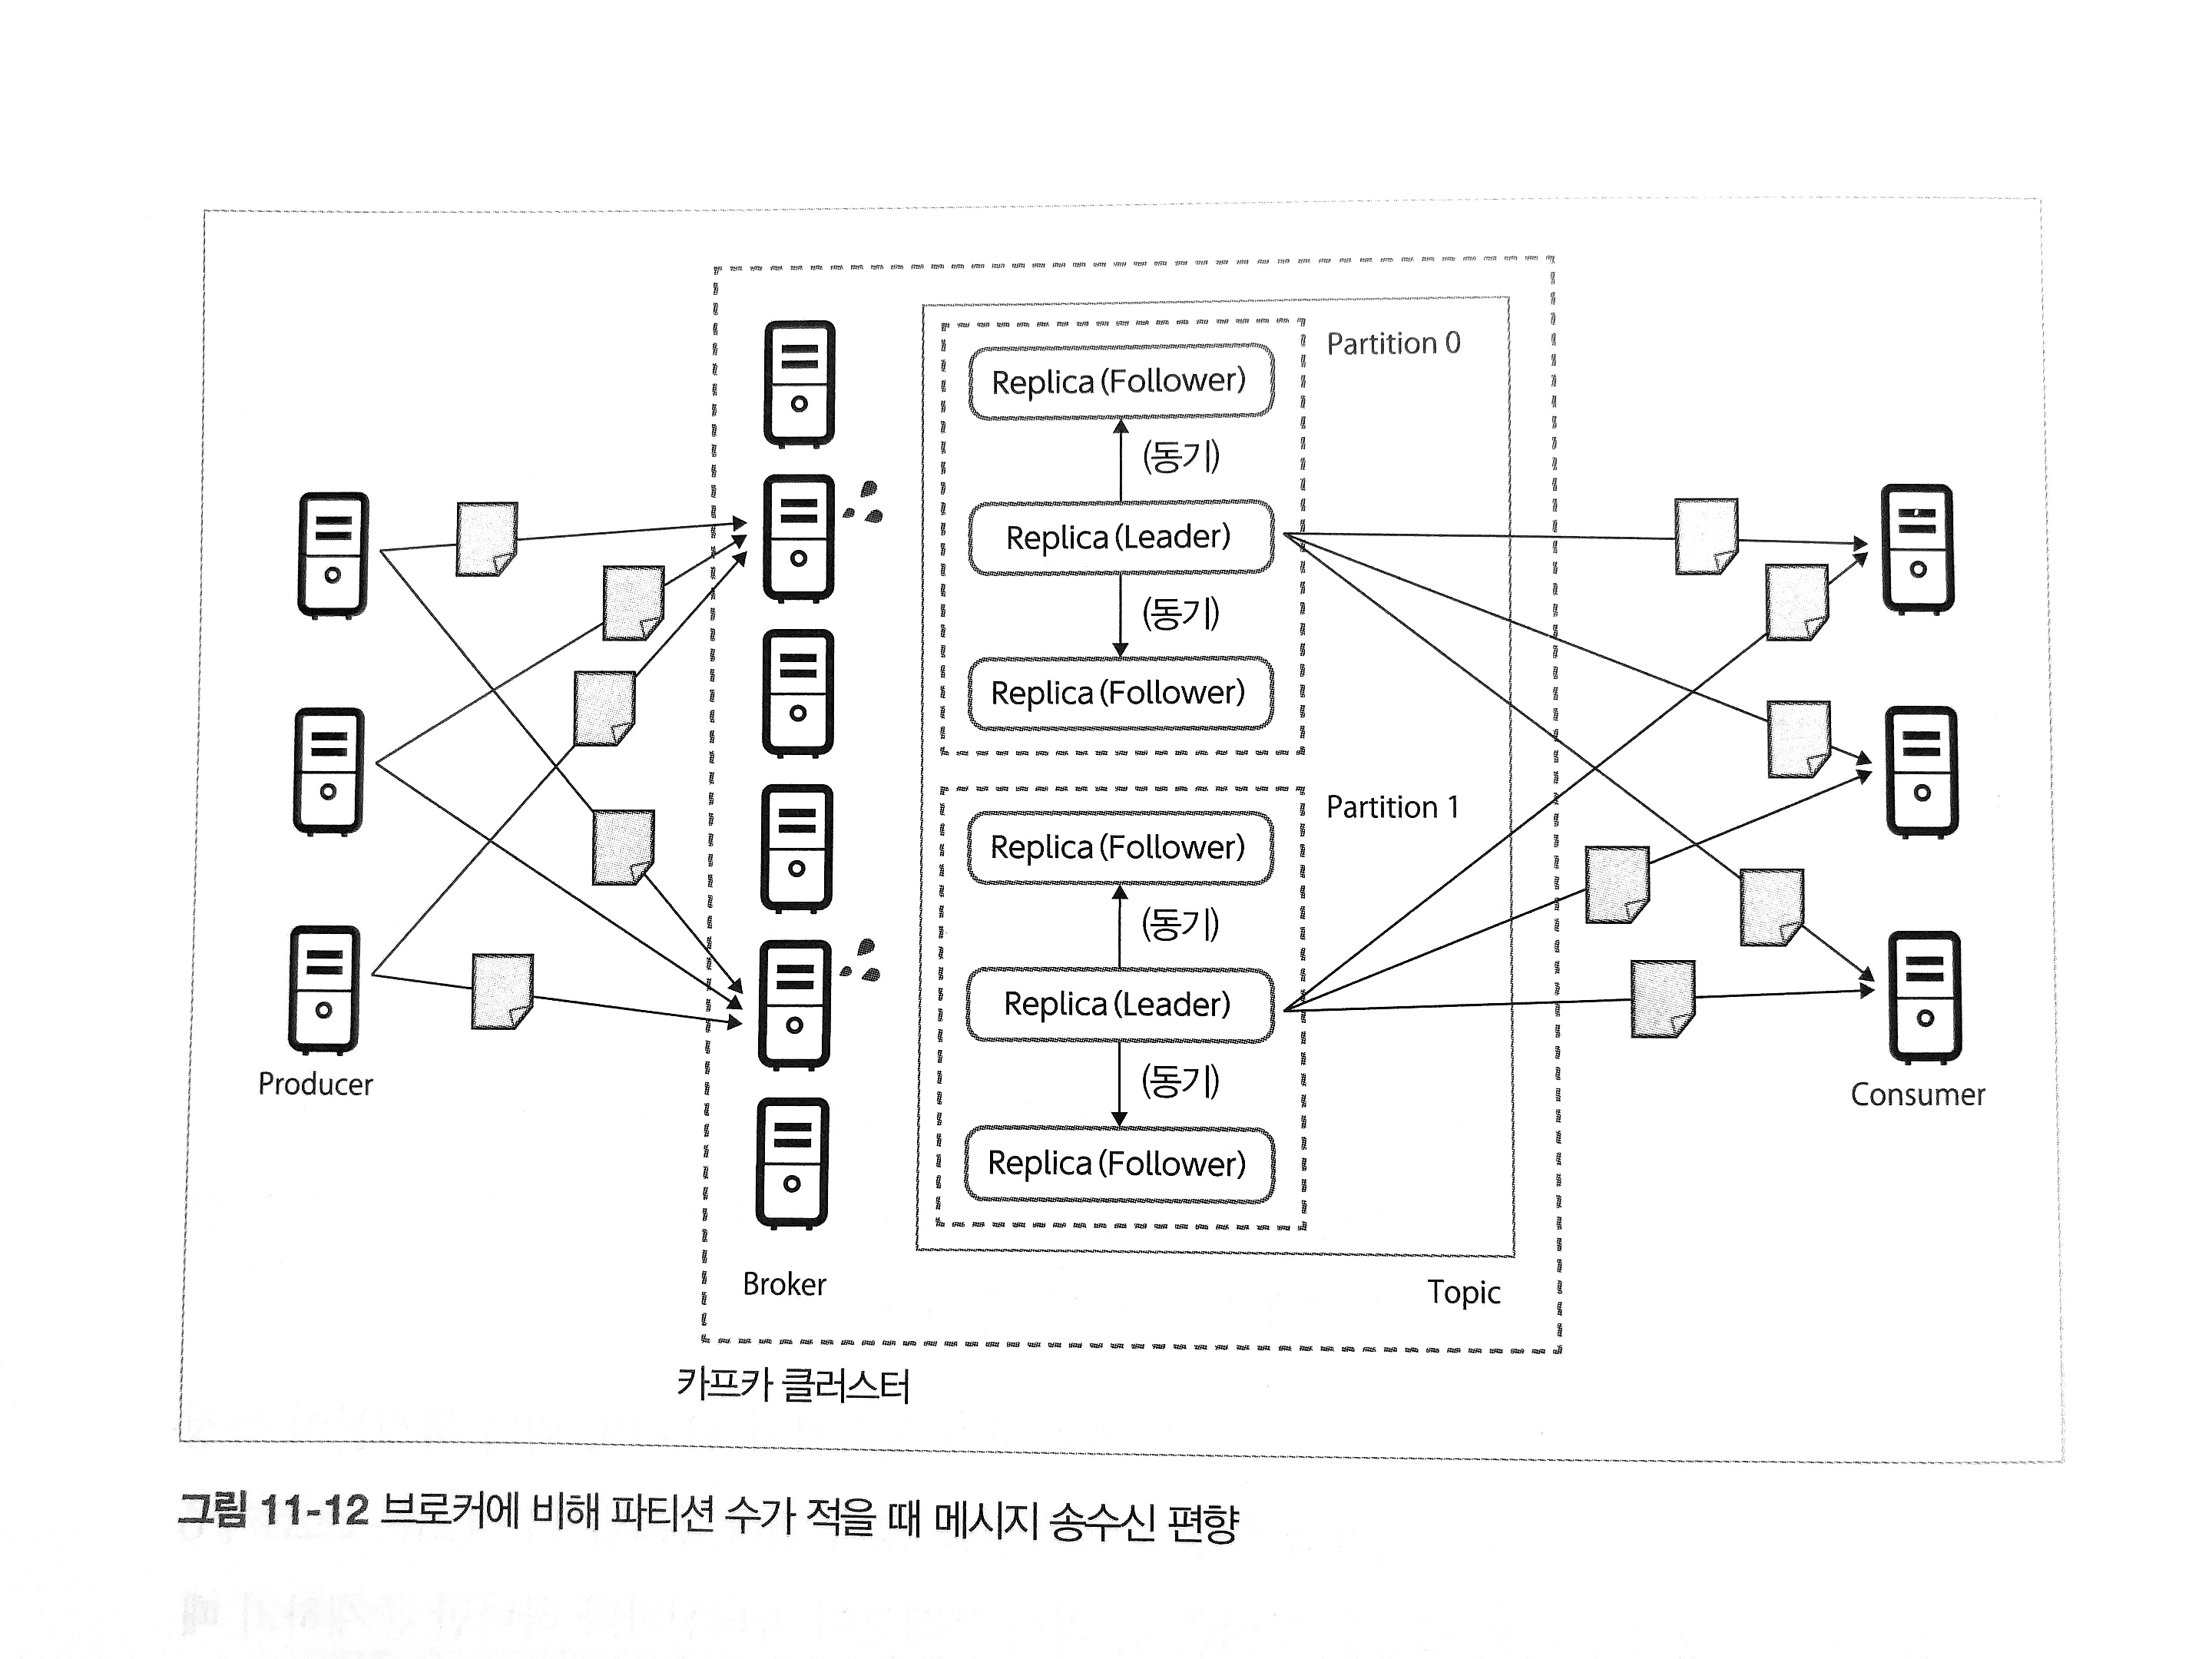 Partition 0
Replica (Follower)
(동기)
Replica (Leader)
(동기)
Replica (Follower)
Partition 1
Replica (Follower)
(동기)
Replica (Leader)
(동기)
Replica (Follower)
Producer
Consumer
Broker
Topic
카프카 클러스터
그림 11-12 브로커에 비해 파티션 수가 적을 때 메시지 송수신 편향